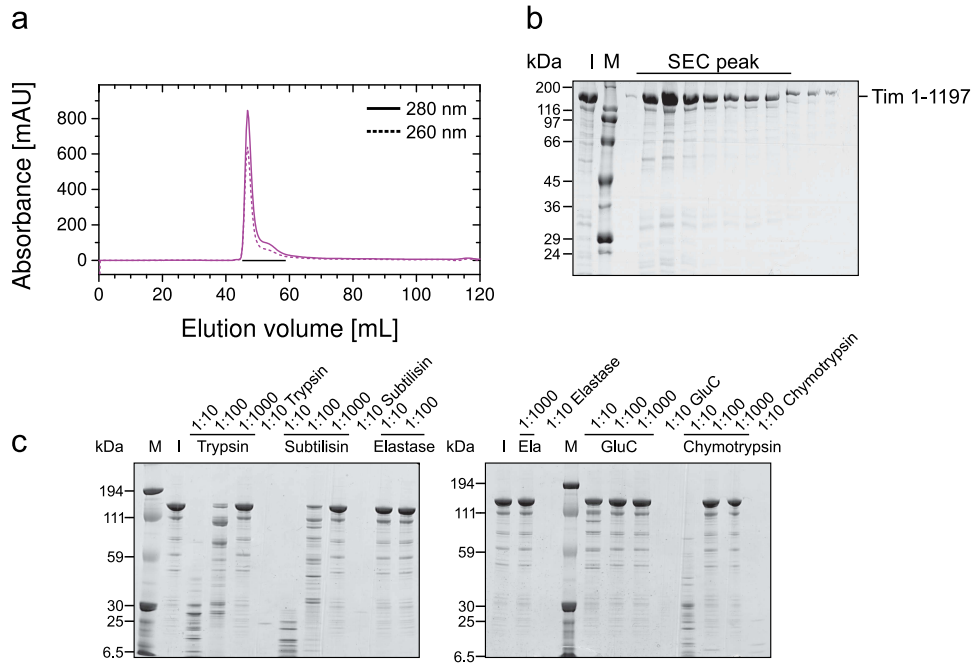 a
Absorbance [mAU]
800
600
400
200
0
280 nm
260 nm
0 20 40 60 80 100 120
Elution volume [mL]
b
kDa I M SEC peak
200
116
97
66
45
36
29
24
Tim 1-1197
c
1:10 1:100 1:1000 1:10 Trypsin 1:10 1:100 1:1000 1:10 Subtilisin 1:10 1:100
kDa M I Trypsin Subtilisin Elastase
194
111
59
30
25
6.5
1:1000 1:10 Elastase 1:10 1:100 1:1000 1:10 GluC 1:10 1:100 1:1000 1:10 Chymotrypsin
kDa I Ela M GluC Chymotrypsin
194
111
59
30
25
6.5